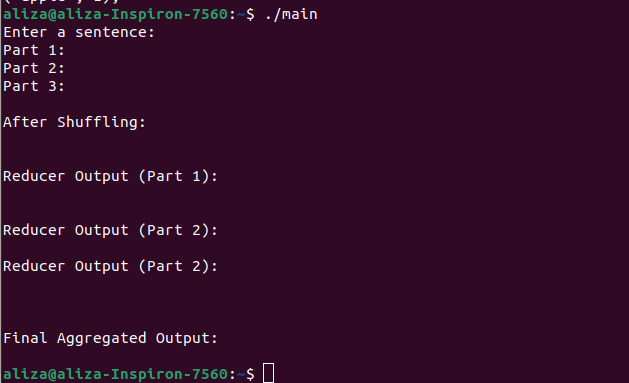 aliza@aliza-Inspiron-7560:~$ ./main
Enter a sentence:
Part 1:
Part 2:
Part 3:
After Shuffling:
Reducer Output (Part 1):
Reducer Output (Part 2):
Reducer Output (Part 2):
Final Aggregated Output:
aliza@aliza-Inspiron-7560:~$